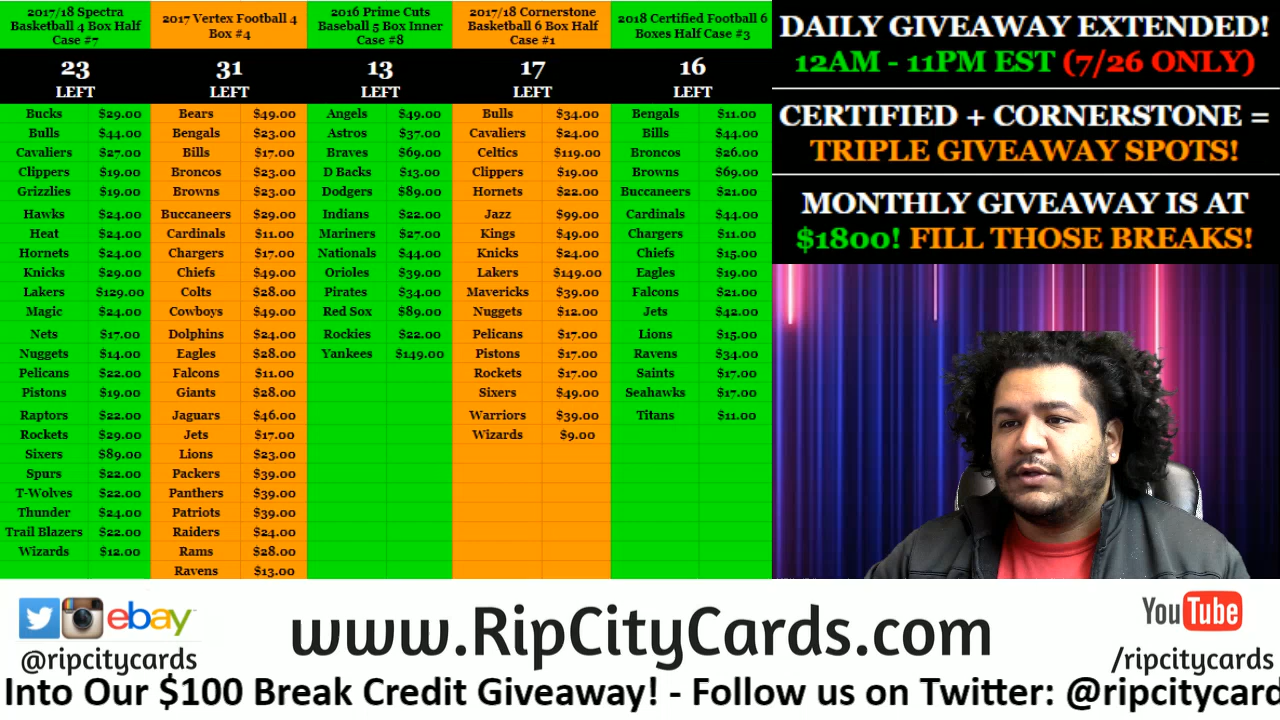 2017/18 Spectra
Basketball 4 Box Half
Case #7
23
LEFT
Bucks $29.00
Bulls $44.00
Cavaliers $27.00
Clippers $19.00
Grizzlies $19.00
Hawks $24.00
Heat $24.00
Hornets $24.00
Knicks $29.00
Lakers $129.00
Magic $24.00
Nets $17.00
Nuggets $14.00
Pelicans $22.00
Pistons $19.00
Raptors $22.00
Rockets $29.00
Sixers $89.00
Spurs $22.00
T-Wolves $22.00
Thunder $24.00
Trail Blazers $22.00
Wizards $12.00
2017 Vertex Football 4
Box #4
31
LEFT
Bears $49.00
Bengals $23.00
Bills $17.00
Broncos $23.00
Browns $23.00
Buccaneers $29.00
Cardinals $11.00
Chargers $17.00
Chiefs $49.00
Colts $28.00
Cowboys $49.00
Dolphins $24.00
Eagles $28.00
Falcons $11.00
Giants $28.00
Jaguars $46.00
Jets $17.00
Lions $23.00
Packers $39.00
Panthers $39.00
Patriots $39.00
Raiders $24.00
Rams $28.00
Ravens $13.00
2016 Prime Cuts
Baseball 5 Box Inner
Case #8
13
LEFT
Angels $49.00
Astros $37.00
Braves $69.00
D Backs $13.00
Dodgers $89.00
Indians $22.00
Mariners $27.00
Nationals $44.00
Orioles $39.00
Pirates $34.00
Red Sox $89.00
Rockies $22.00
Yankees $149.00
2017/18 Cornerstone
Basketball 6 Box Half
Case #1
17
LEFT
Bulls $34.00
Cavaliers $24.00
Celtics $119.00
Clippers $19.00
Hornets $22.00
Jazz $99.00
Kings $49.00
Knicks $24.00
Lakers $149.00
Mavericks $39.00
Nuggets $12.00
Pelicans $17.00
Pistons $17.00
Rockets $17.00
Sixers $49.00
Warriors $39.00
Wizards $9.00
2018 Certified Football 6
Boxes Half Case #3
16
LEFT
Bengals $11.00
Bills $44.00
Broncos $26.00
Browns $69.00
Buccaneers $21.00
Cardinals $44.00
Chargers $11.00
Chiefs $15.00
Eagles $19.00
Falcons $21.00
Jets $42.00
Lions $15.00
Ravens $34.00
Saints $17.00
Seahawks $17.00
Titans $11.00
DAILY GIVEAWAY EXTENDED!
12AM - 11PM EST (7/26 ONLY)
CERTIFIED + CORNERSTONE =
TRIPLE GIVEAWAY SPOTS!
MONTHLY GIVEAWAY IS AT
$1800! FILL THOSE BREAKS!
ebay
@ripcitycards
www.RipCityCards.com
YouTube
/ripcitycards
Into Our $100 Break Credit Giveaway! - Follow us on Twitter: @ripcitycard